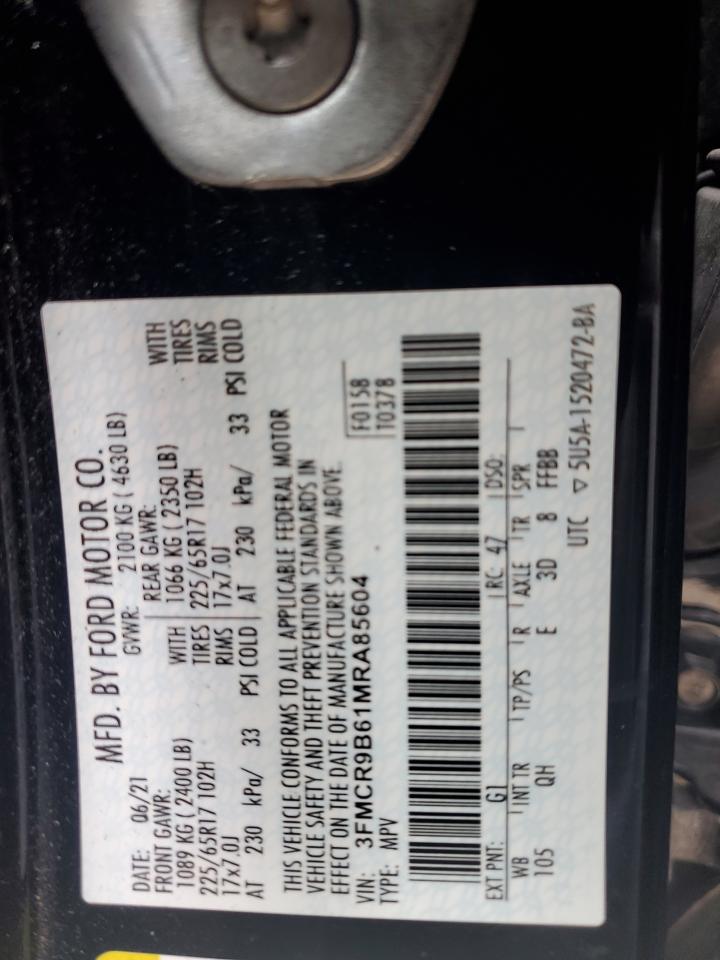 MFD. BY FORD MOTOR CO.
DATE: 06/21 GVWR: 2100 KG ( 4630 LB)
FRONT GAWR: REAR GAWR:
1089 KG ( 2400 LB) WITH 1066 KG ( 2350 LB) WITH
225/65R17 102H TIRES 225/65R17 102H TIRES
17x7.0J RIMS 17x7.0J RIMS
AT 230 kPa/ 33 PSI COLD AT 230 kPa/ 33 PSI COLD
THIS VEHICLE CONFORMS TO ALL APPLICABLE FEDERAL MOTOR
VEHICLE SAFETY AND THEFT PREVENTION STANDARDS IN
EFFECT ON THE DATE OF MANUFACTURE SHOWN ABOVE.
VIN: 3FMCR9B61MRA85604 F0158
TYPE: MPV T0378
EXT PNT: G1 RC: 47 DSO:
WB INT TR TP/PS R AXLE TR SPR
105 QH E 3D 8 FFBB
UTC ▽ 5U5A-1520472-BA